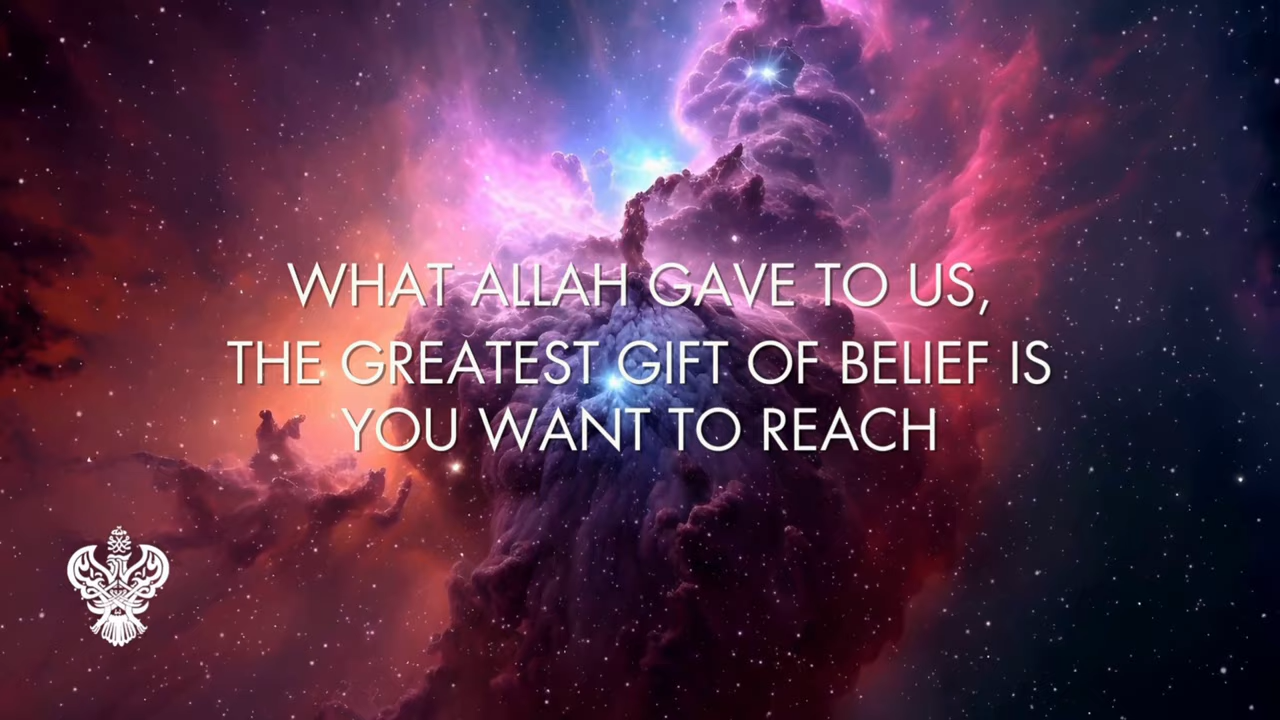 WHAT ALLAH GAVE TO US,
THE GREATEST GIFT OF BELIEF IS
YOU WANT TO REACH